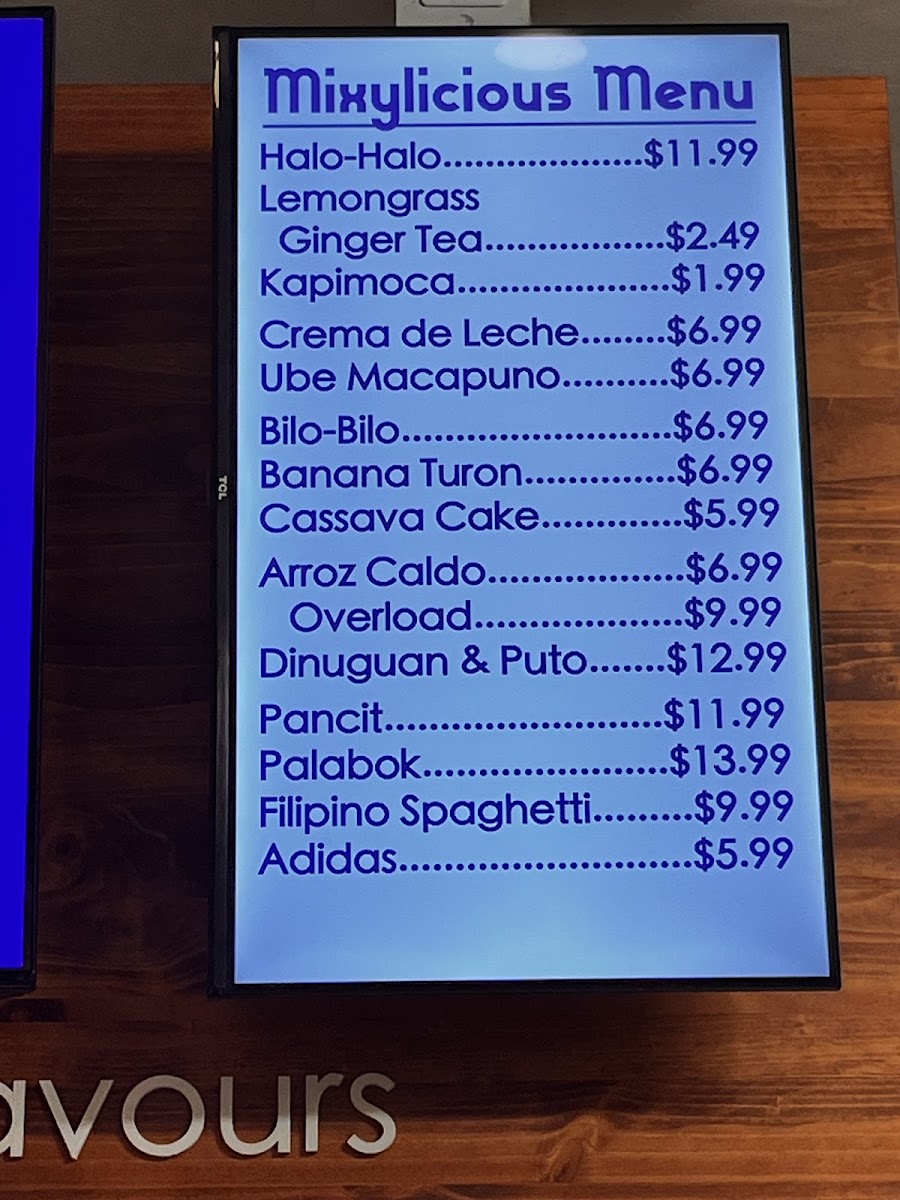 Mixylicious Menu
Halo-Halo...................$11.99
Lemongrass
Ginger Tea.................$2.49
Kapimoca....................$1.99
Crema de Leche........$6.99
Ube Macapuno..........$6.99
Bilo-Bilo..........................$6.99
Banana Turon..............$6.99
Cassava Cake.............$5.99
Arroz Caldo..................$6.99
Overload....................$9.99
Dinuguan & Puto.......$12.99
Pancit..........................$11.99
Palabok.......................$13.99
Filipino Spaghetti.........$9.99
Adidas...........................$5.99
TCL
avours